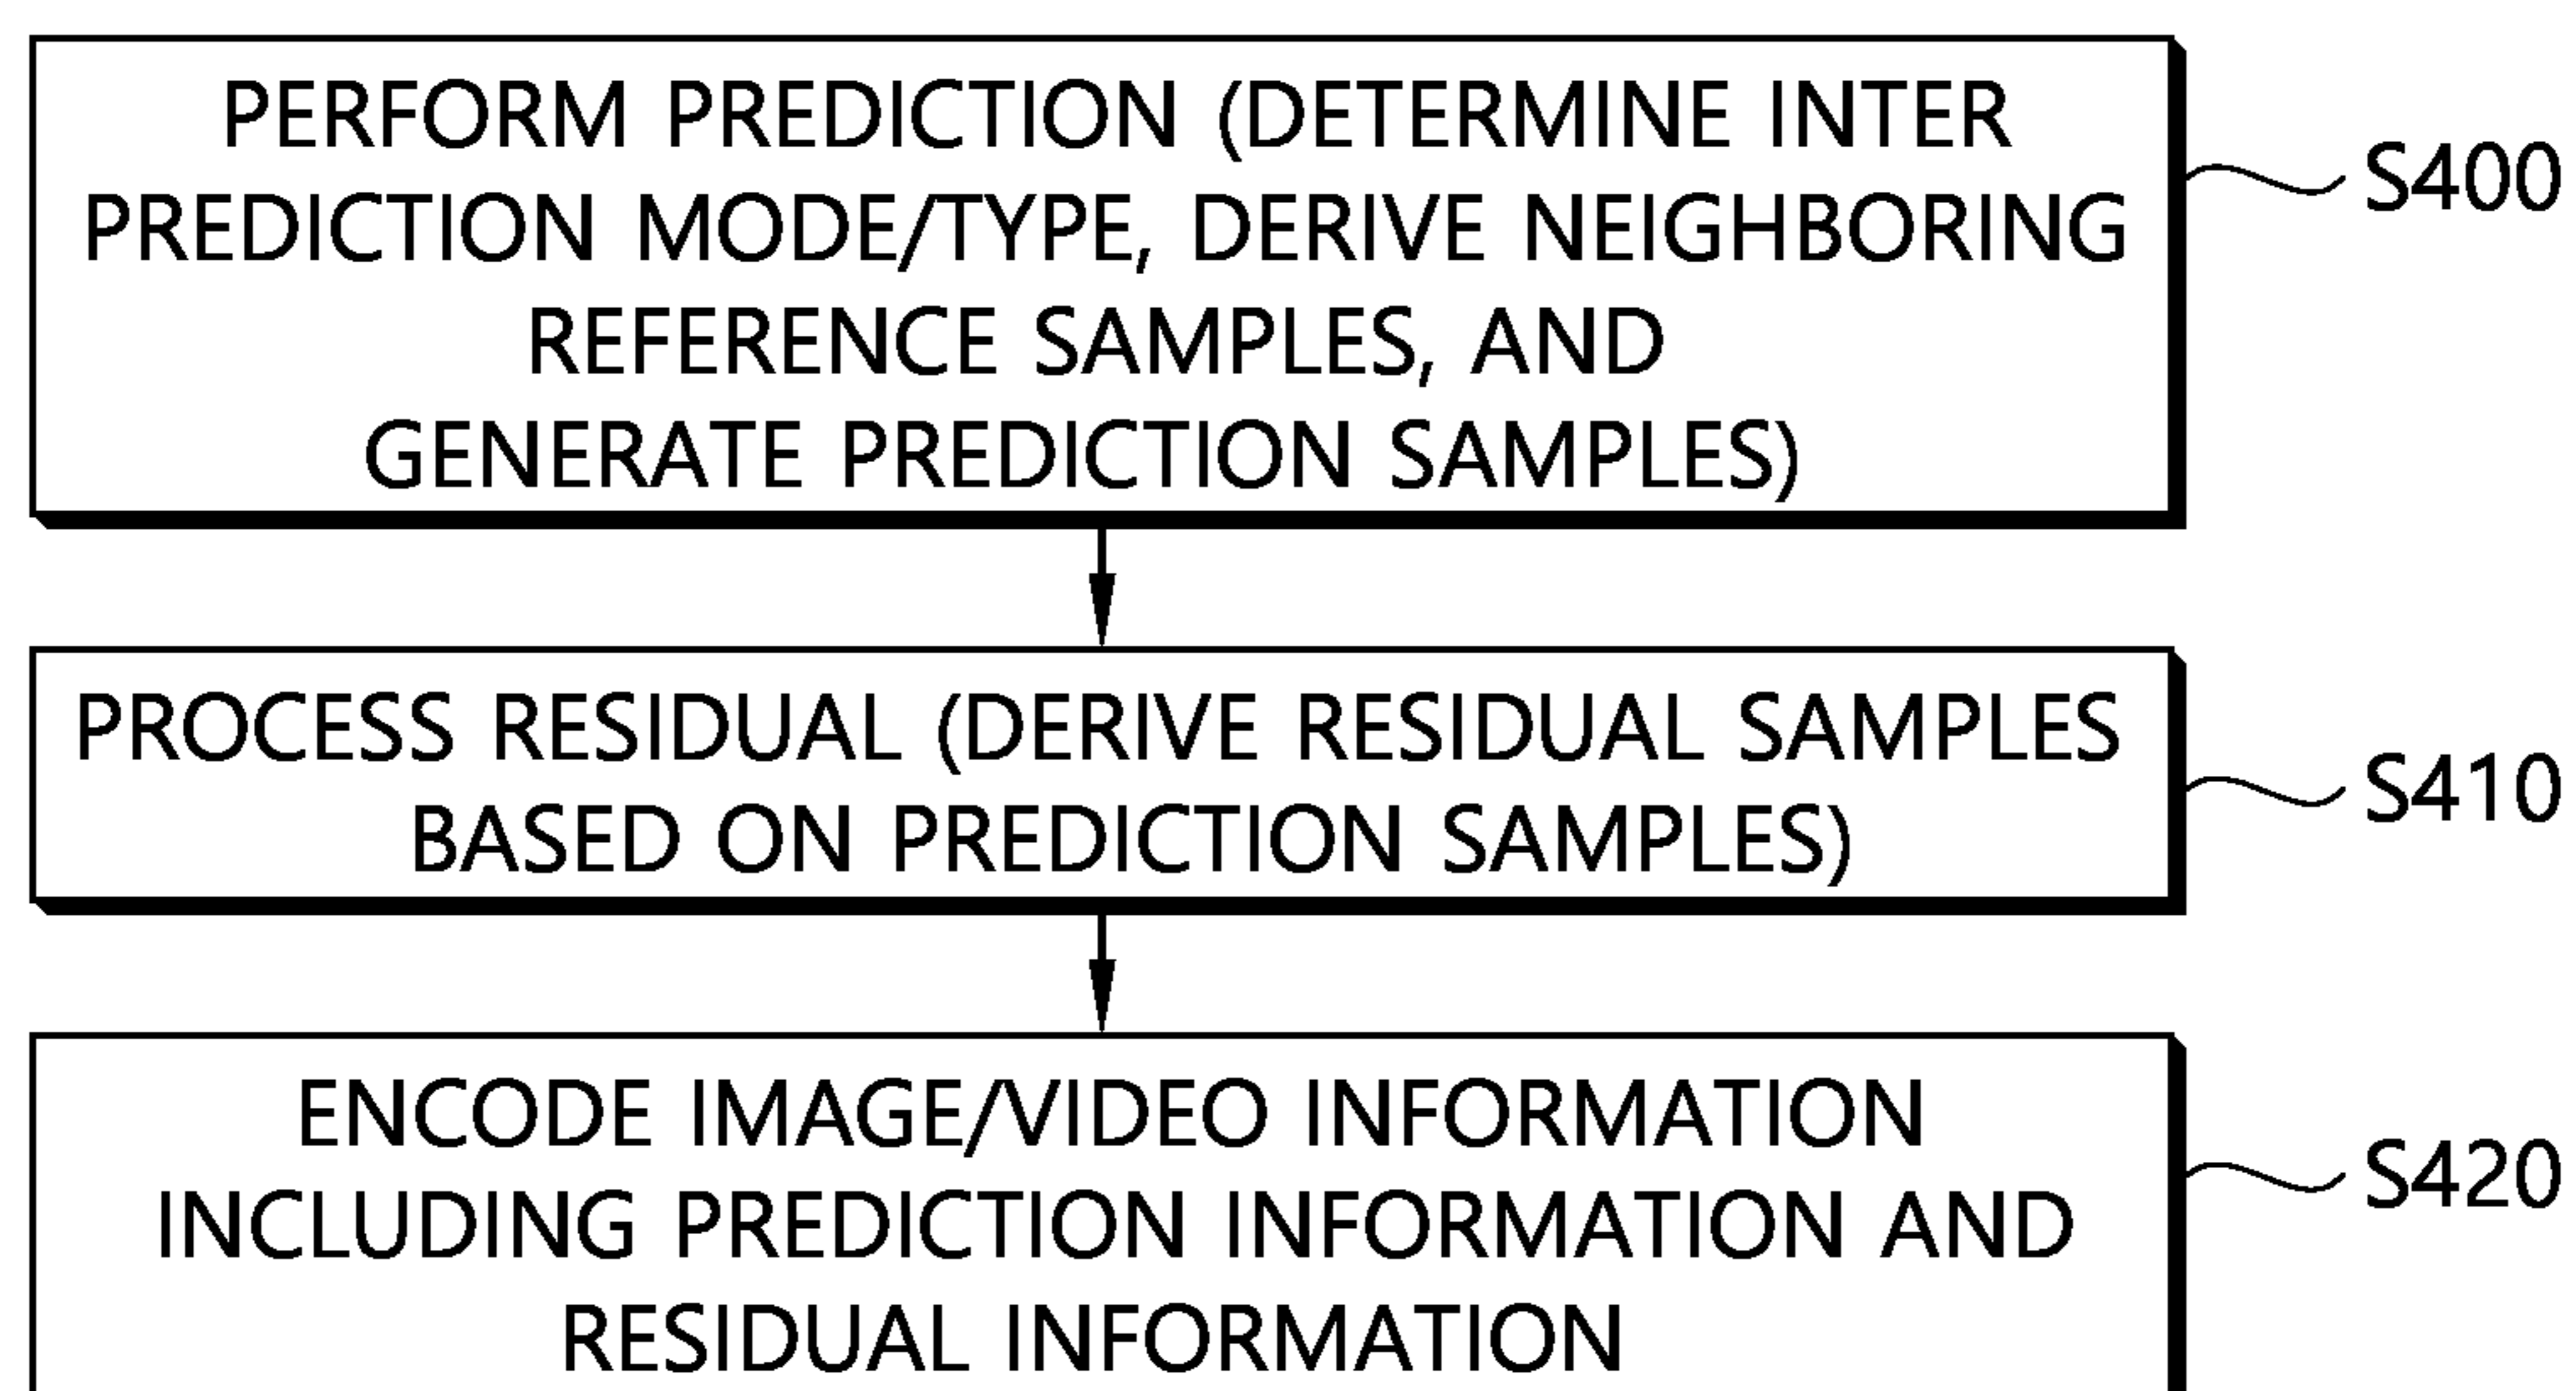 PERFORM PREDICTION (DETERMINE INTER
PREDICTION MODE/TYPE, DERIVE NEIGHBORING
REFERENCE SAMPLES, AND
GENERATE PREDICTION SAMPLES)
S400
PROCESS RESIDUAL (DERIVE RESIDUAL SAMPLES
BASED ON PREDICTION SAMPLES)
S410
ENCODE IMAGE/VIDEO INFORMATION
INCLUDING PREDICTION INFORMATION AND
RESIDUAL INFORMATION
S420